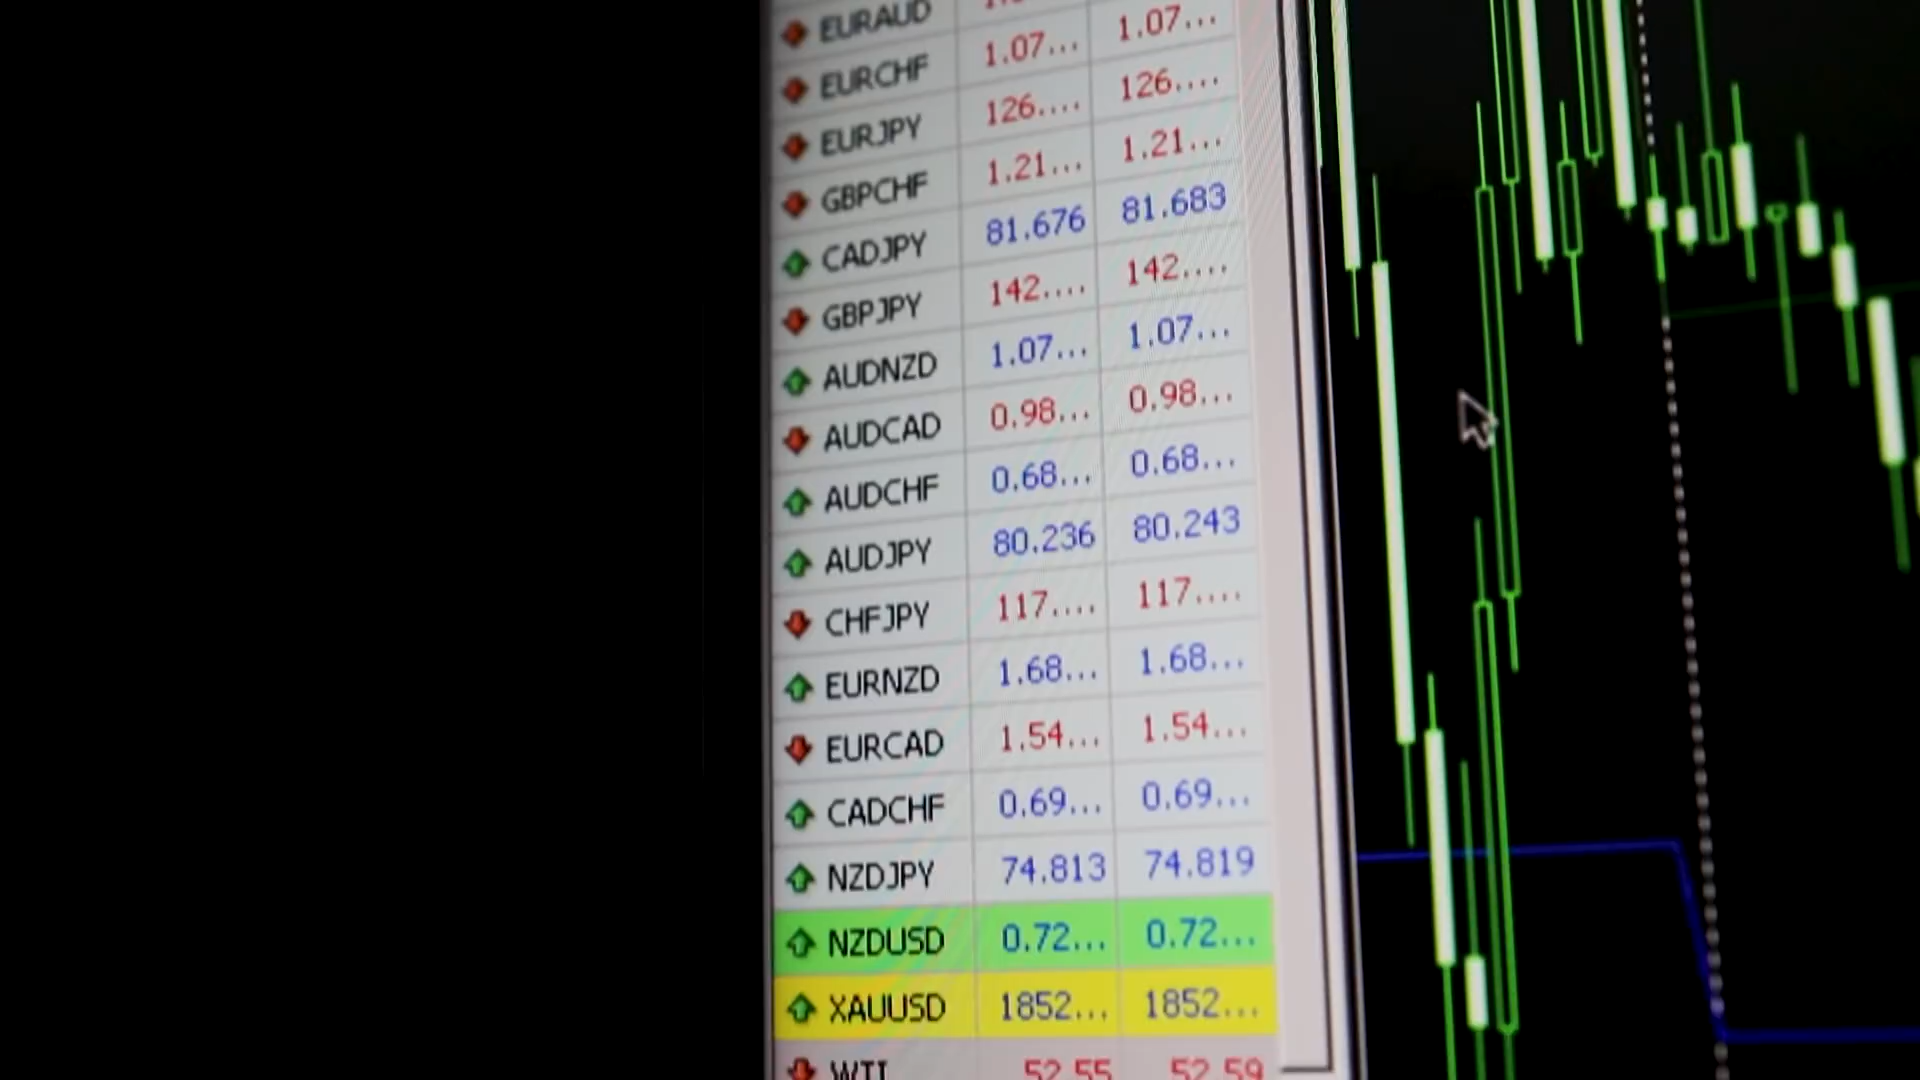 EURAUD
EURCHF 1.07... 1.07...
EURJPY 126.... 126....
GBPCHF 1.21... 1.21...
CADJPY 81.676 81.683
GBPJPY 142.... 142....
AUDNZD 1.07... 1.07...
AUDCAD 0.98... 0.98...
AUDCHF 0.68... 0.68...
AUDJPY 80.236 80.243
CHFJPY 117.... 117....
EURNZD 1.68... 1.68...
EURCAD 1.54... 1.54...
CADCHF 0.69... 0.69...
NZDJPY 74.813 74.819
NZDUSD 0.72... 0.72...
XAUUSD 1852... 1852...
WTI 52.55 52.59